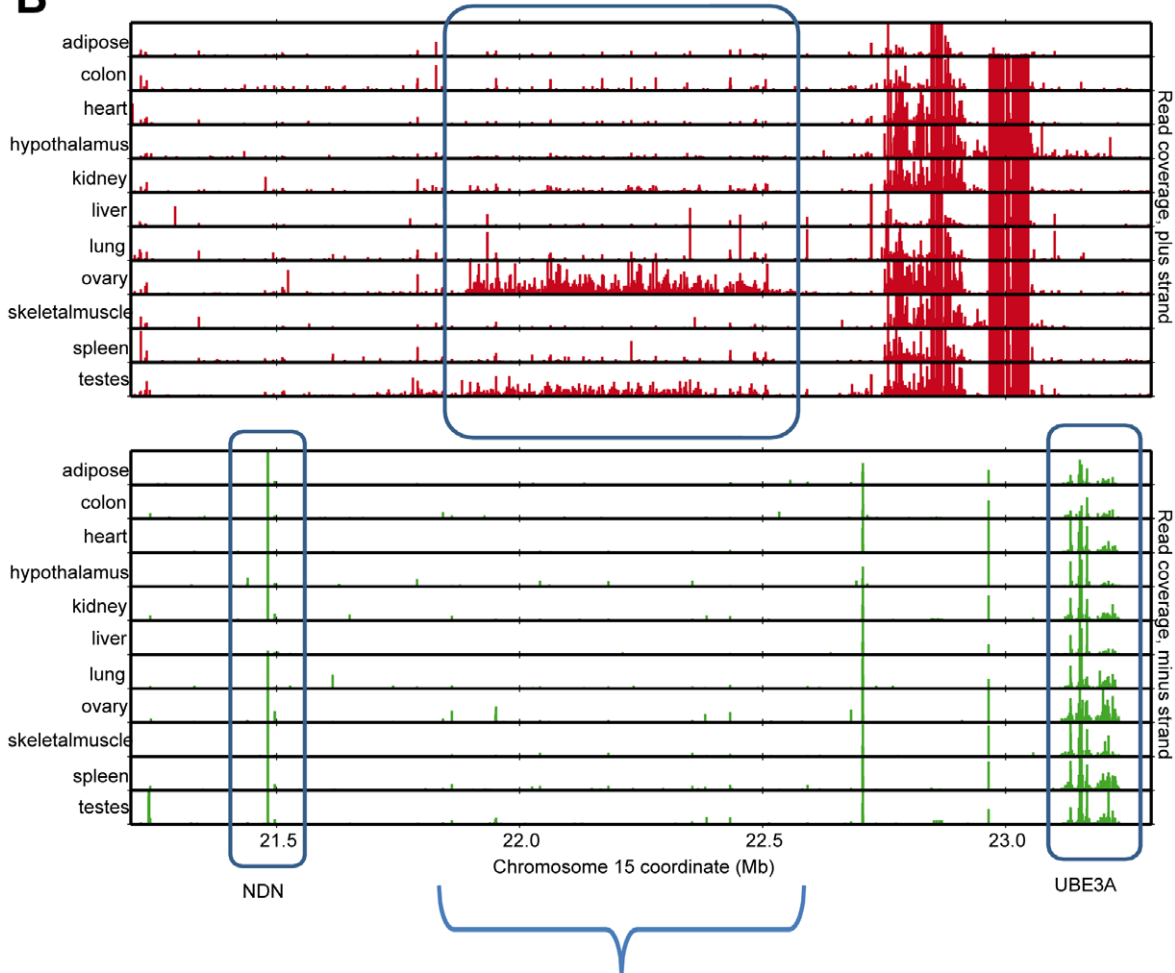 B
adipose
colon
heart
hypothalamus
kidney
liver
lung
ovary
skeletalmuscle
spleen
testes
Read coverage, plus strand
adipose
colon
heart
hypothalamus
kidney
liver
lung
ovary
skeletalmuscle
spleen
testes
Read coverage, minus strand
21.5 22.0 22.5 23.0
Chromosome 15 coordinate (Mb)
NDN
UBE3A